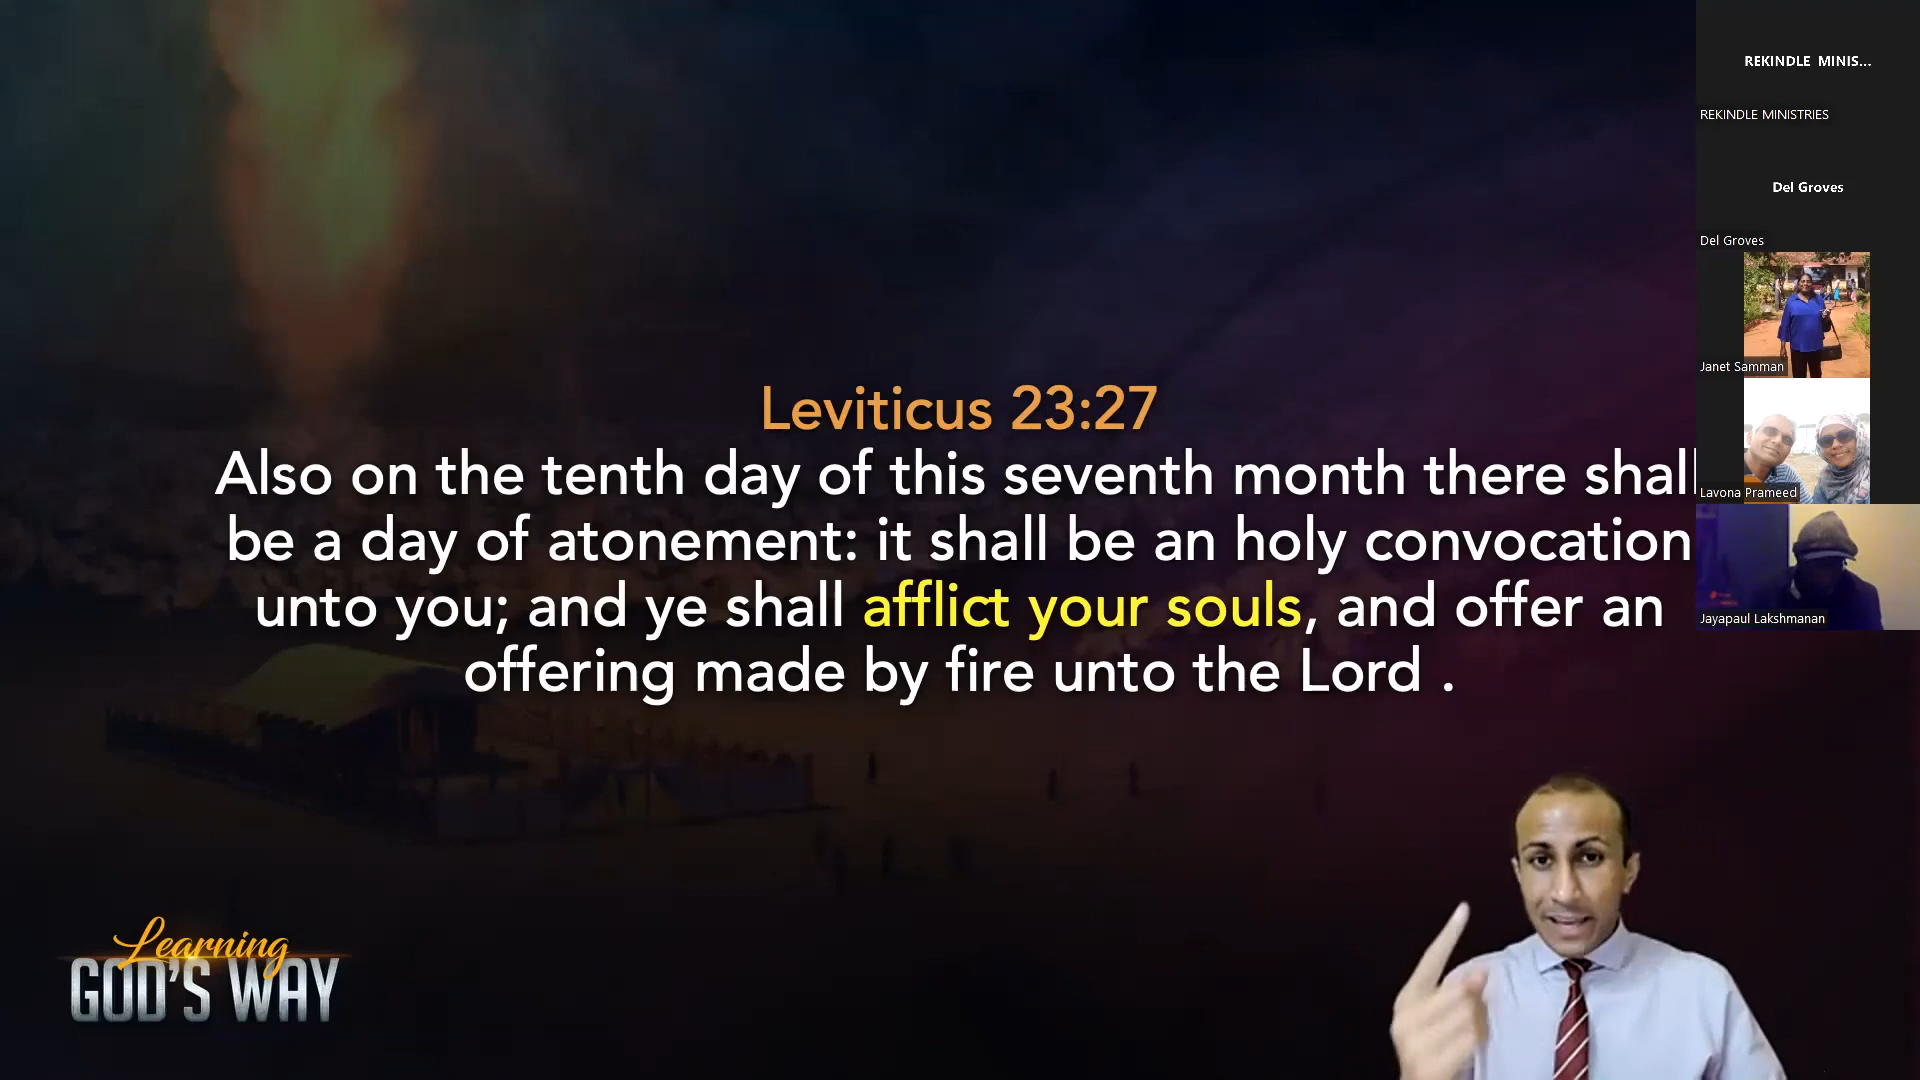 REKINDLE MINIS...
REKINDLE MINISTRIES
Del Groves
Del Groves
Janet Samman
Lavona Prameed
Jayapaul Lakshmanan
Leviticus 23:27
Also on the tenth day of this seventh month there shall
be a day of atonement: it shall be an holy convocation
unto you; and ye shall afflict your souls, and offer an
offering made by fire unto the Lord .
Learning
GOD'S WAY